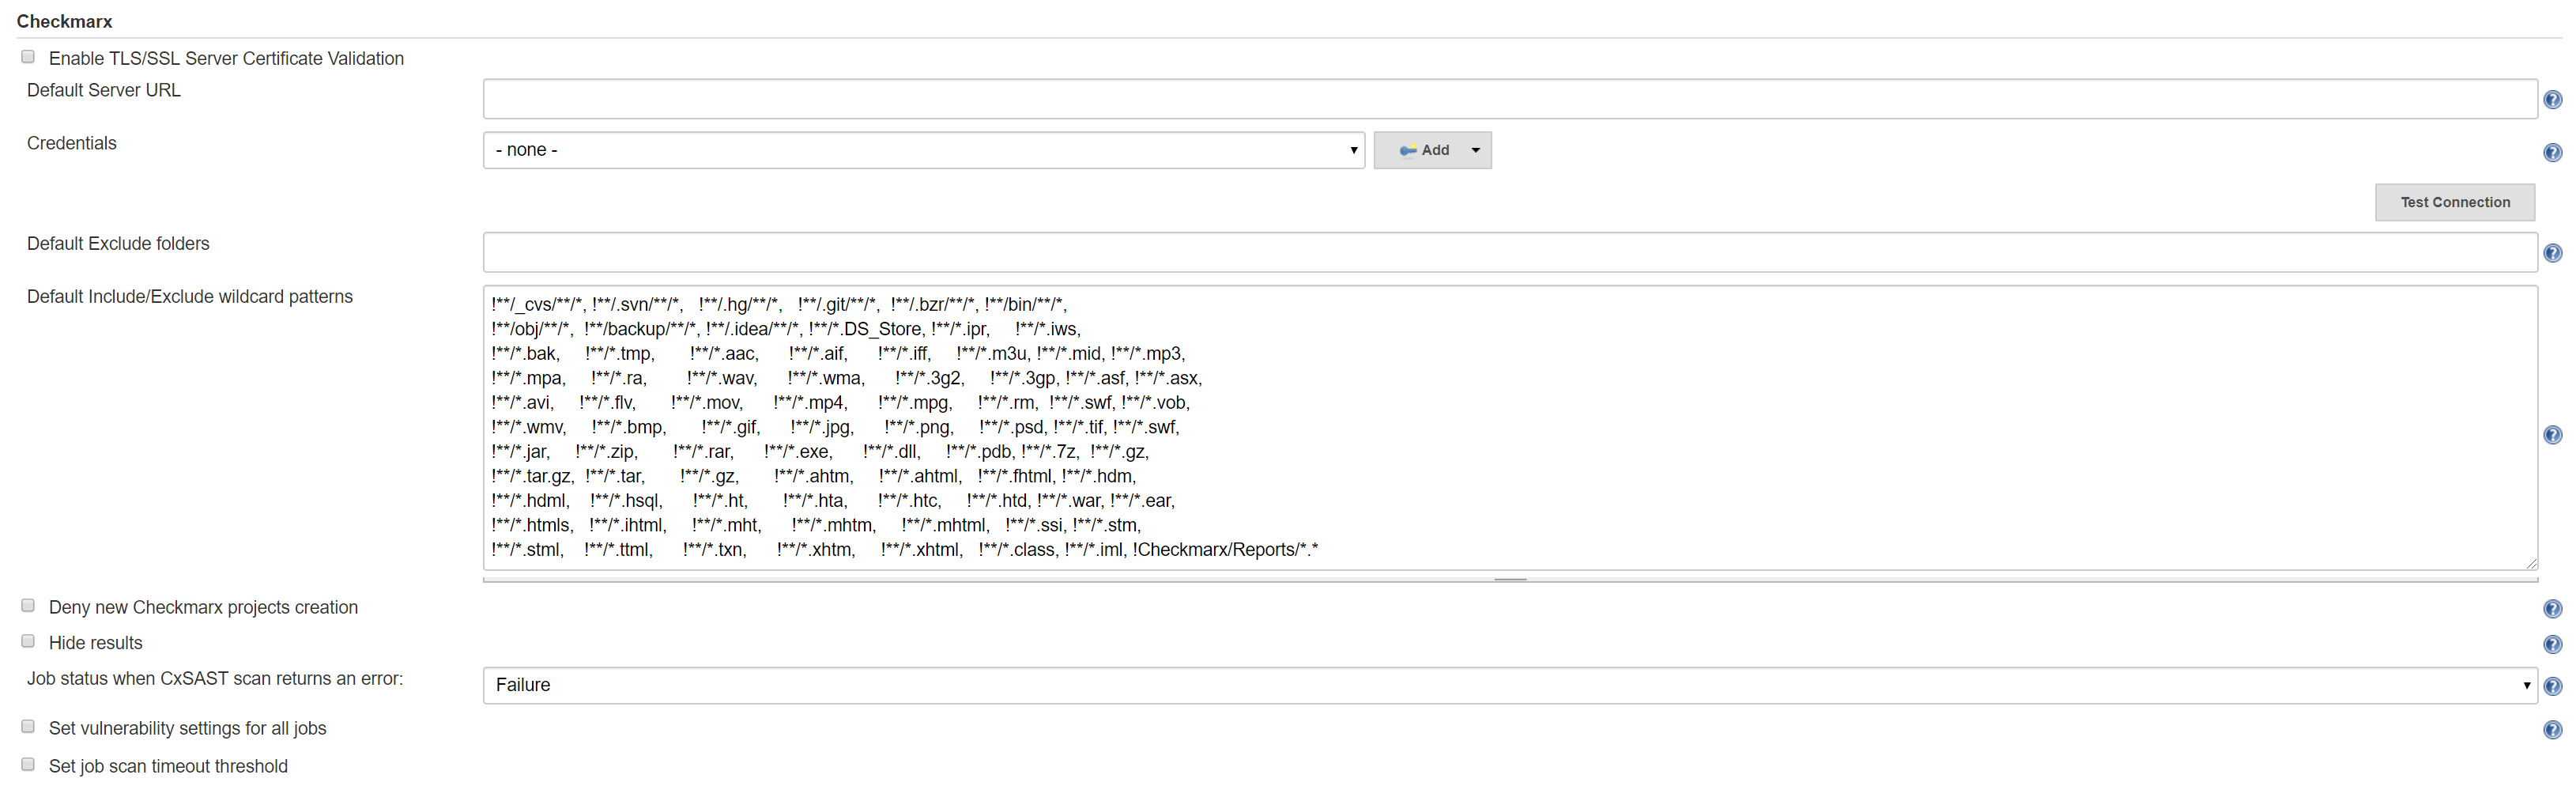 Checkmarx
Enable TLS/SSL Server Certificate Validation
Default Server URL
Credentials
- none -
Add
Test Connection
Default Exclude folders
Default Include/Exclude wildcard patterns
!**/_cvs/**/*, !**/.svn/**/*, !**/.hg/**/*, !**/.git/**/*, !**/.bzr/**/*, !**/bin/**/*,
!**/obj/**/*, !**/backup/**/*, !**/.idea/**/*, !**/*.DS_Store, !**/*.ipr, !**/*.iws,
!**/*.bak, !**/*.tmp, !**/*.aac, !**/*.aif, !**/*.iff, !**/*.m3u, !**/*.mid, !**/*.mp3,
!**/*.mpa, !**/*.ra, !**/*.wav, !**/*.wma, !**/*.3g2, !**/*.3gp, !**/*.asf, !**/*.asx,
!**/*.avi, !**/*.flv, !**/*.mov, !**/*.mp4, !**/*.mpg, !**/*.rm, !**/*.swf, !**/*.vob,
!**/*.wmv, !**/*.bmp, !**/*.gif, !**/*.jpg, !**/*.png, !**/*.psd, !**/*.tif, !**/*.swf,
!**/*.jar, !**/*.zip, !**/*.rar, !**/*.exe, !**/*.dll, !**/*.pdb, !**/*.7z, !**/*.gz,
!**/*.tar.gz, !**/*.tar, !**/*.gz, !**/*.ahtm, !**/*.ahtml, !**/*.fhtml, !**/*.hdm,
!**/*.hdml, !**/*.hsql, !**/*.ht, !**/*.hta, !**/*.htc, !**/*.htd, !**/*.war, !**/*.ear,
!**/*.htmls, !**/*.ihtml, !**/*.mht, !**/*.mhtm, !**/*.mhtml, !**/*.ssi, !**/*.stm,
!**/*.stml, !**/*.ttml, !**/*.txn, !**/*.xhtm, !**/*.xhtml, !**/*.class, !**/*.iml, !Checkmarx/Reports/*.*
Deny new Checkmarx projects creation
Hide results
Job status when CxSAST scan returns an error:
Failure
Set vulnerability settings for all jobs
Set job scan timeout threshold